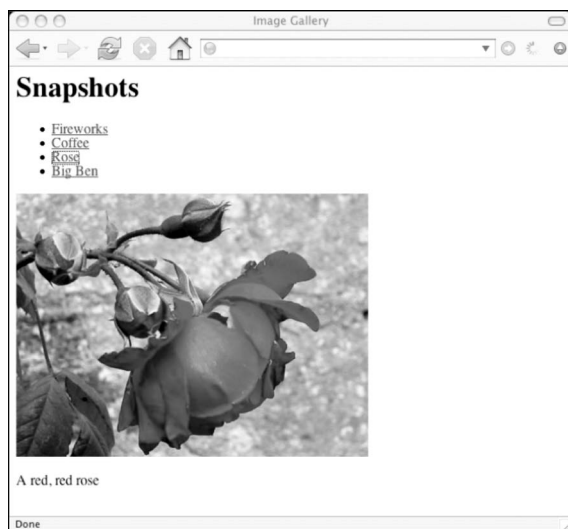 Image Gallery
Snapshots
Fireworks
Coffee
Rose
Big Ben
A red, red rose
Done